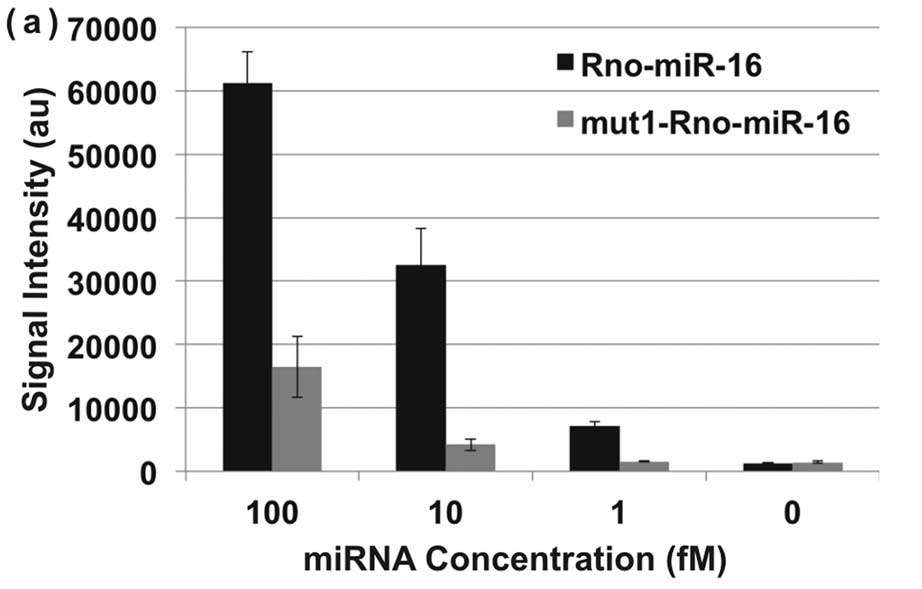 (a)
70000
60000
50000
40000
30000
20000
10000
0
Signal Intensity (au)
Rno-miR-16
mut1-Rno-miR-16
100 10 1 0
miRNA Concentration (fM)